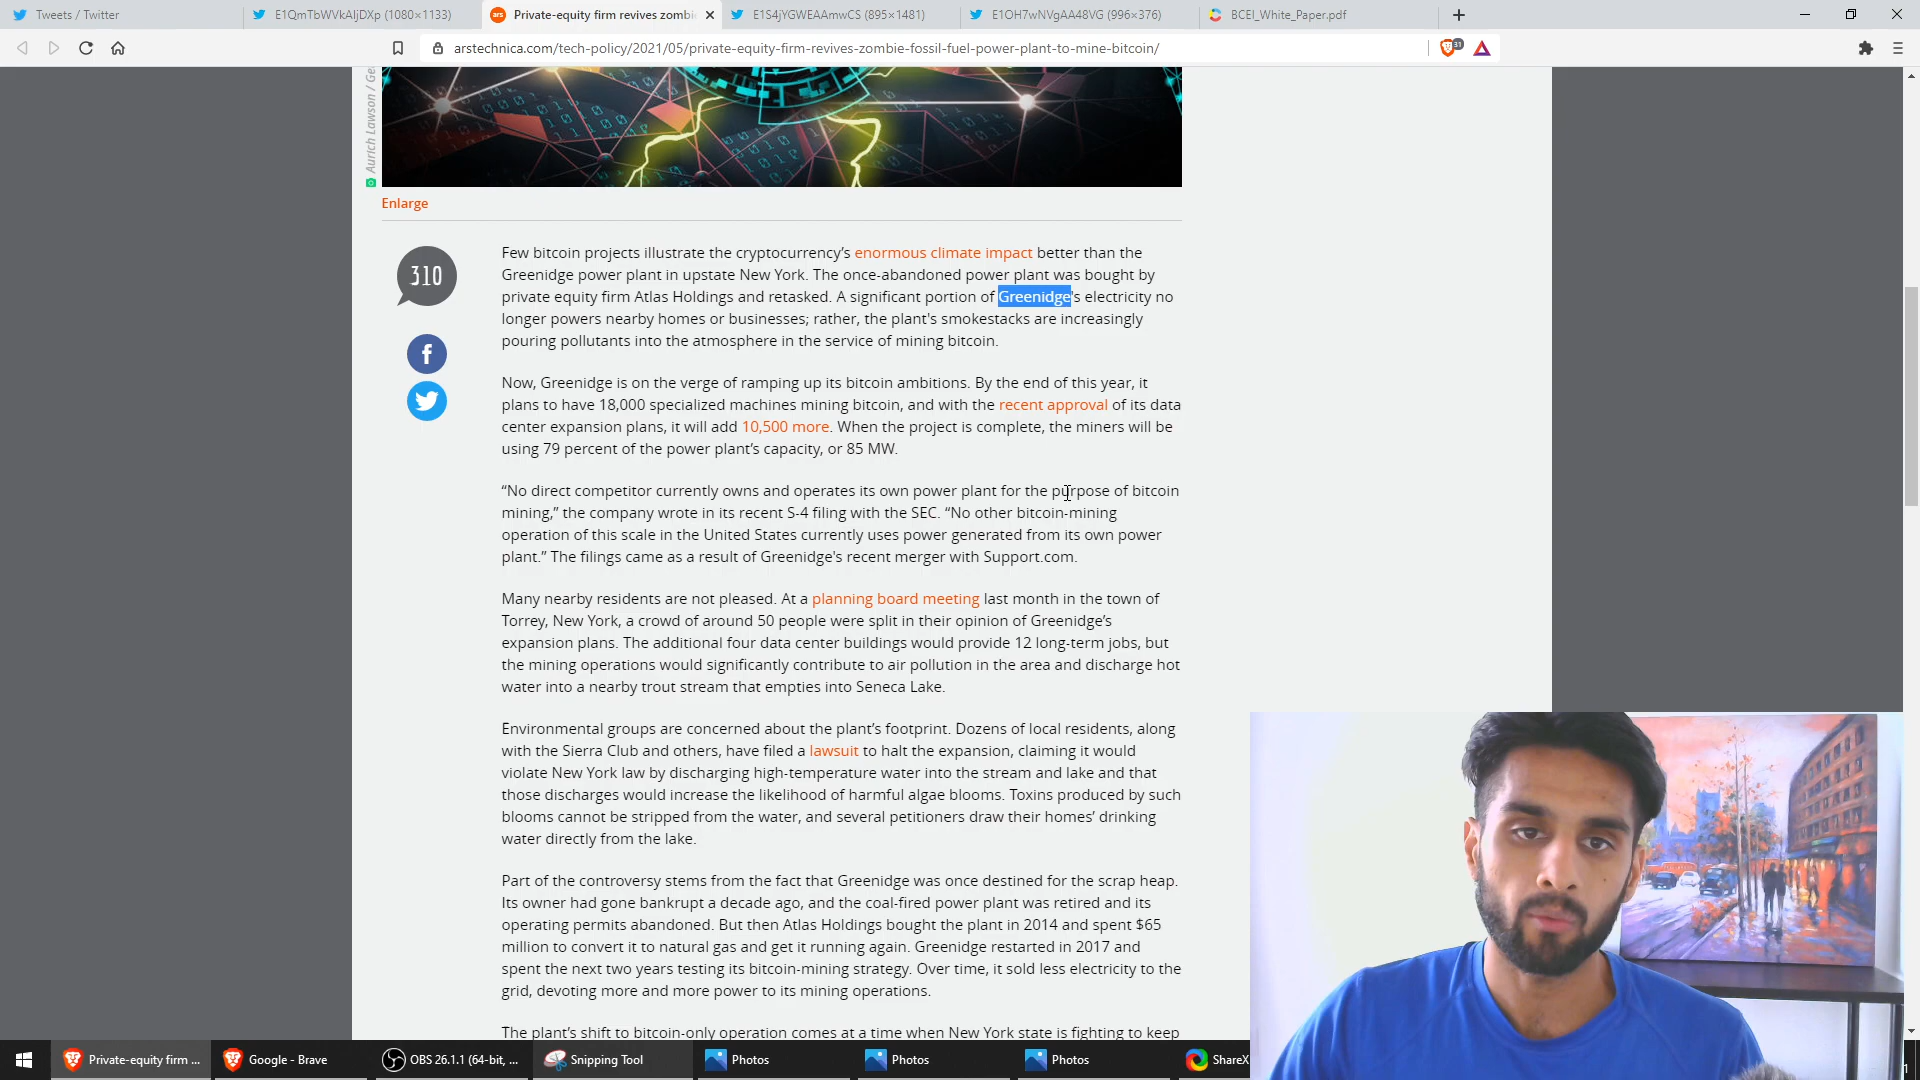 Tweets / Twitter
E1QmTbWVkAIjDXp (1080×1133)
ars
Private-equity firm revives zombi
E1S4jYGWEAAmwCS (895×1481)
E1OH7wNVgAA48VG (996×376)
BCEI_White_Paper.pdf
arstechnica.com/tech-policy/2021/05/private-equity-firm-revives-zombie-fossil-fuel-power-plant-to-mine-bitcoin/
31
Aurich Lawson / Ge
Enlarge
310
Few bitcoin projects illustrate the cryptocurrency’s enormous climate impact better than the
Greenidge power plant in upstate New York. The once-abandoned power plant was bought by
private equity firm Atlas Holdings and retasked. A significant portion of Greenidge’s electricity no
longer powers nearby homes or businesses; rather, the plant's smokestacks are increasingly
pouring pollutants into the atmosphere in the service of mining bitcoin.
Now, Greenidge is on the verge of ramping up its bitcoin ambitions. By the end of this year, it
plans to have 18,000 specialized machines mining bitcoin, and with the recent approval of its data
center expansion plans, it will add 10,500 more. When the project is complete, the miners will be
using 79 percent of the power plant’s capacity, or 85 MW.
“No direct competitor currently owns and operates its own power plant for the purpose of bitcoin
mining,” the company wrote in its recent S-4 filing with the SEC. “No other bitcoin-mining
operation of this scale in the United States currently uses power generated from its own power
plant.” The filings came as a result of Greenidge's recent merger with Support.com.
Many nearby residents are not pleased. At a planning board meeting last month in the town of
Torrey, New York, a crowd of around 50 people were split in their opinion of Greenidge’s
expansion plans. The additional four data center buildings would provide 12 long-term jobs, but
the mining operations would significantly contribute to air pollution in the area and discharge hot
water into a nearby trout stream that empties into Seneca Lake.
Environmental groups are concerned about the plant’s footprint. Dozens of local residents, along
with the Sierra Club and others, have filed a lawsuit to halt the expansion, claiming it would
violate New York law by discharging high-temperature water into the stream and lake and that
those discharges would increase the likelihood of harmful algae blooms. Toxins produced by such
blooms cannot be stripped from the water, and several petitioners draw their homes’ drinking
water directly from the lake.
Part of the controversy stems from the fact that Greenidge was once destined for the scrap heap.
Its owner had gone bankrupt a decade ago, and the coal-fired power plant was retired and its
operating permits abandoned. But then Atlas Holdings bought the plant in 2014 and spent $65
million to convert it to natural gas and get it running again. Greenidge restarted in 2017 and
spent the next two years testing its bitcoin-mining strategy. Over time, it sold less electricity to the
grid, devoting more and more power to its mining operations.
The plant’s shift to bitcoin-only operation comes at a time when New York state is fighting to keep
Private-equity firm ...
Google - Brave
OBS 26.1.1 (64-bit, ...
Snipping Tool
Photos
Photos
Photos
ShareX